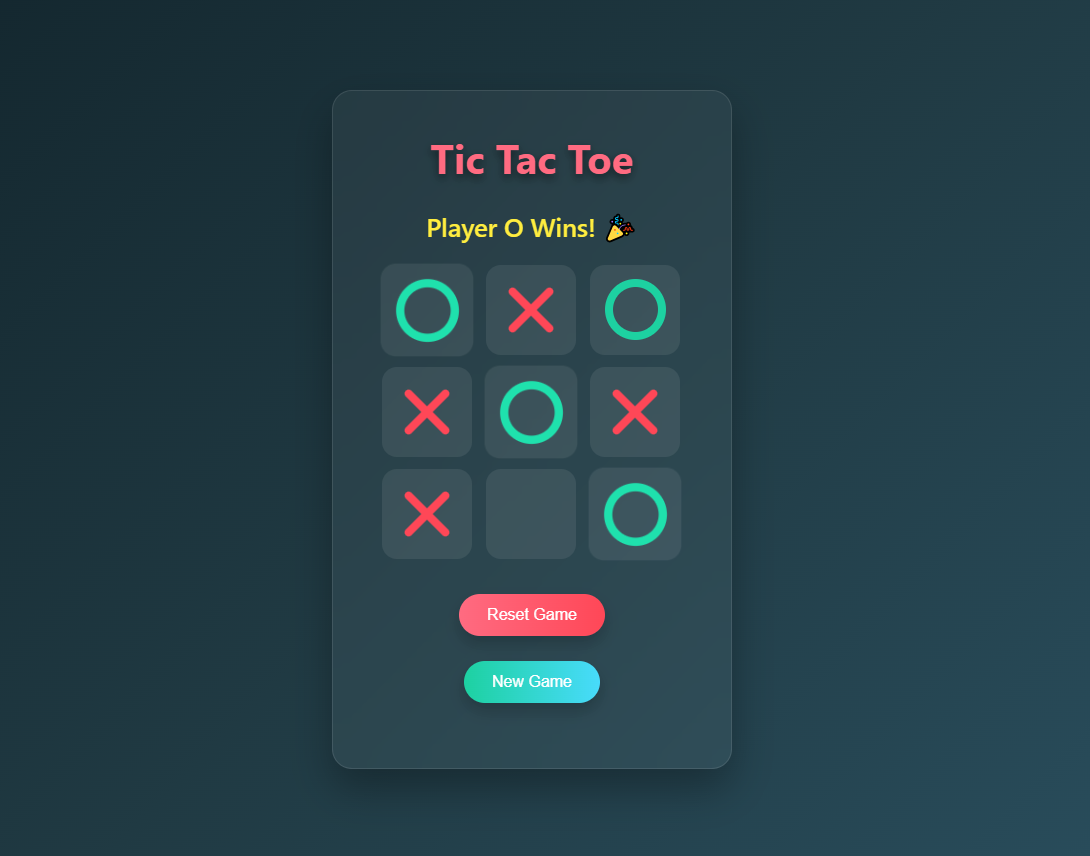 Tic Tac Toe
Player O Wins! 🎉
O X O
X O X
X O
Reset Game
New Game